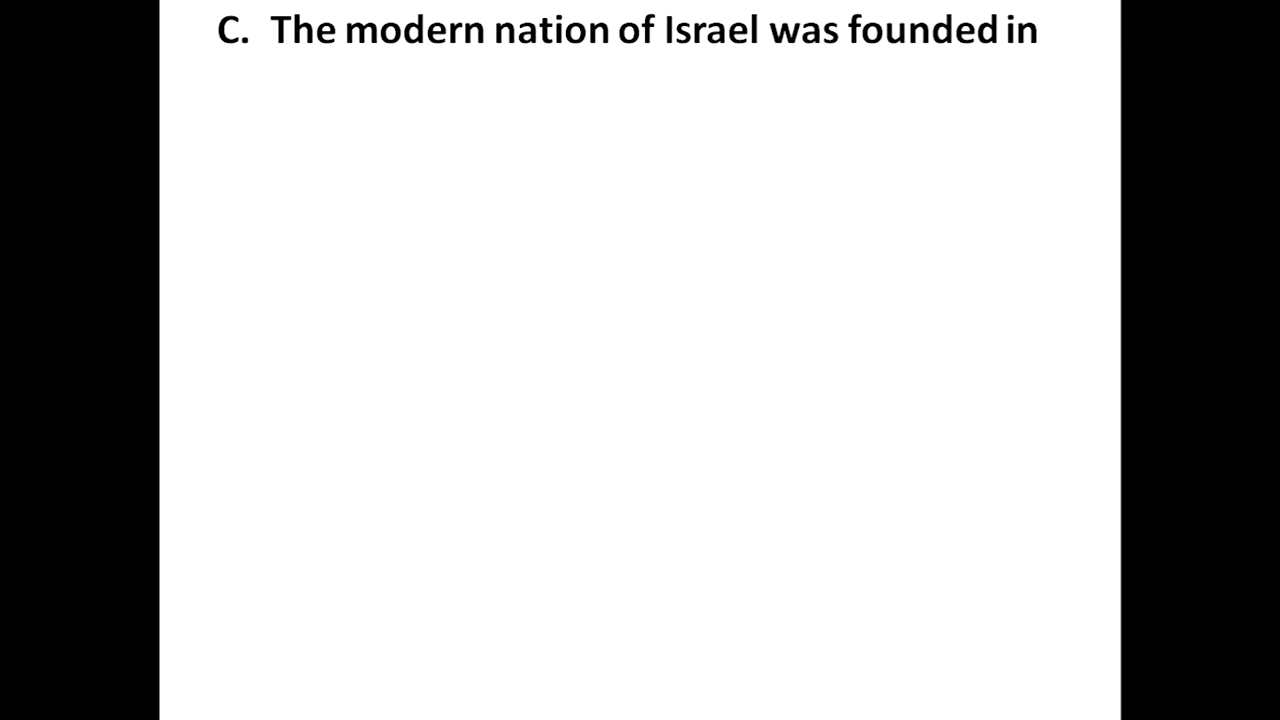 C. The modern nation of Israel was founded in